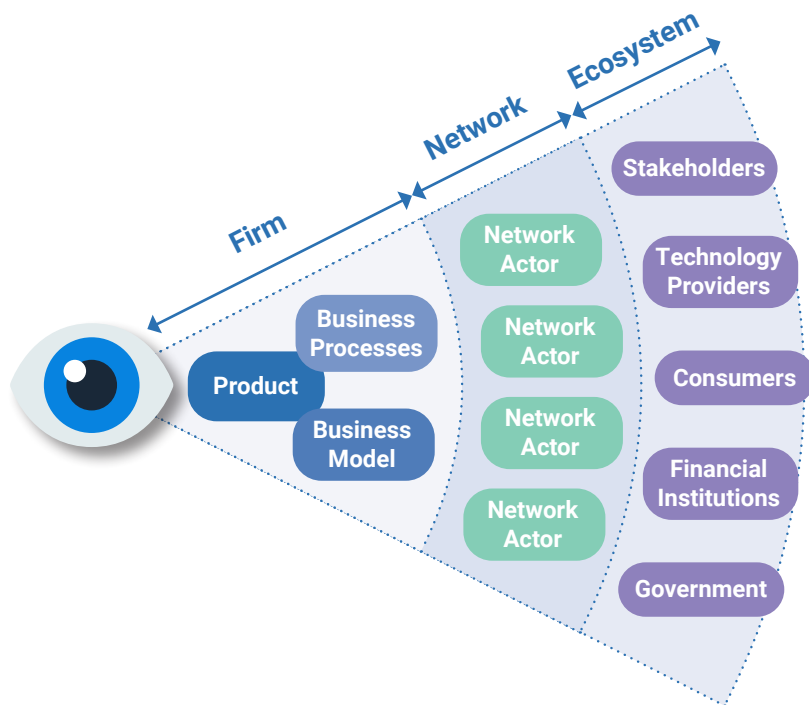 Ecosystem
Network
Firm
Stakeholders
Network
Actor
Technology
Providers
Business
Processes
Network
Actor
Product
Consumers
Business
Model
Network
Actor
Financial
Institutions
Network
Actor
Government